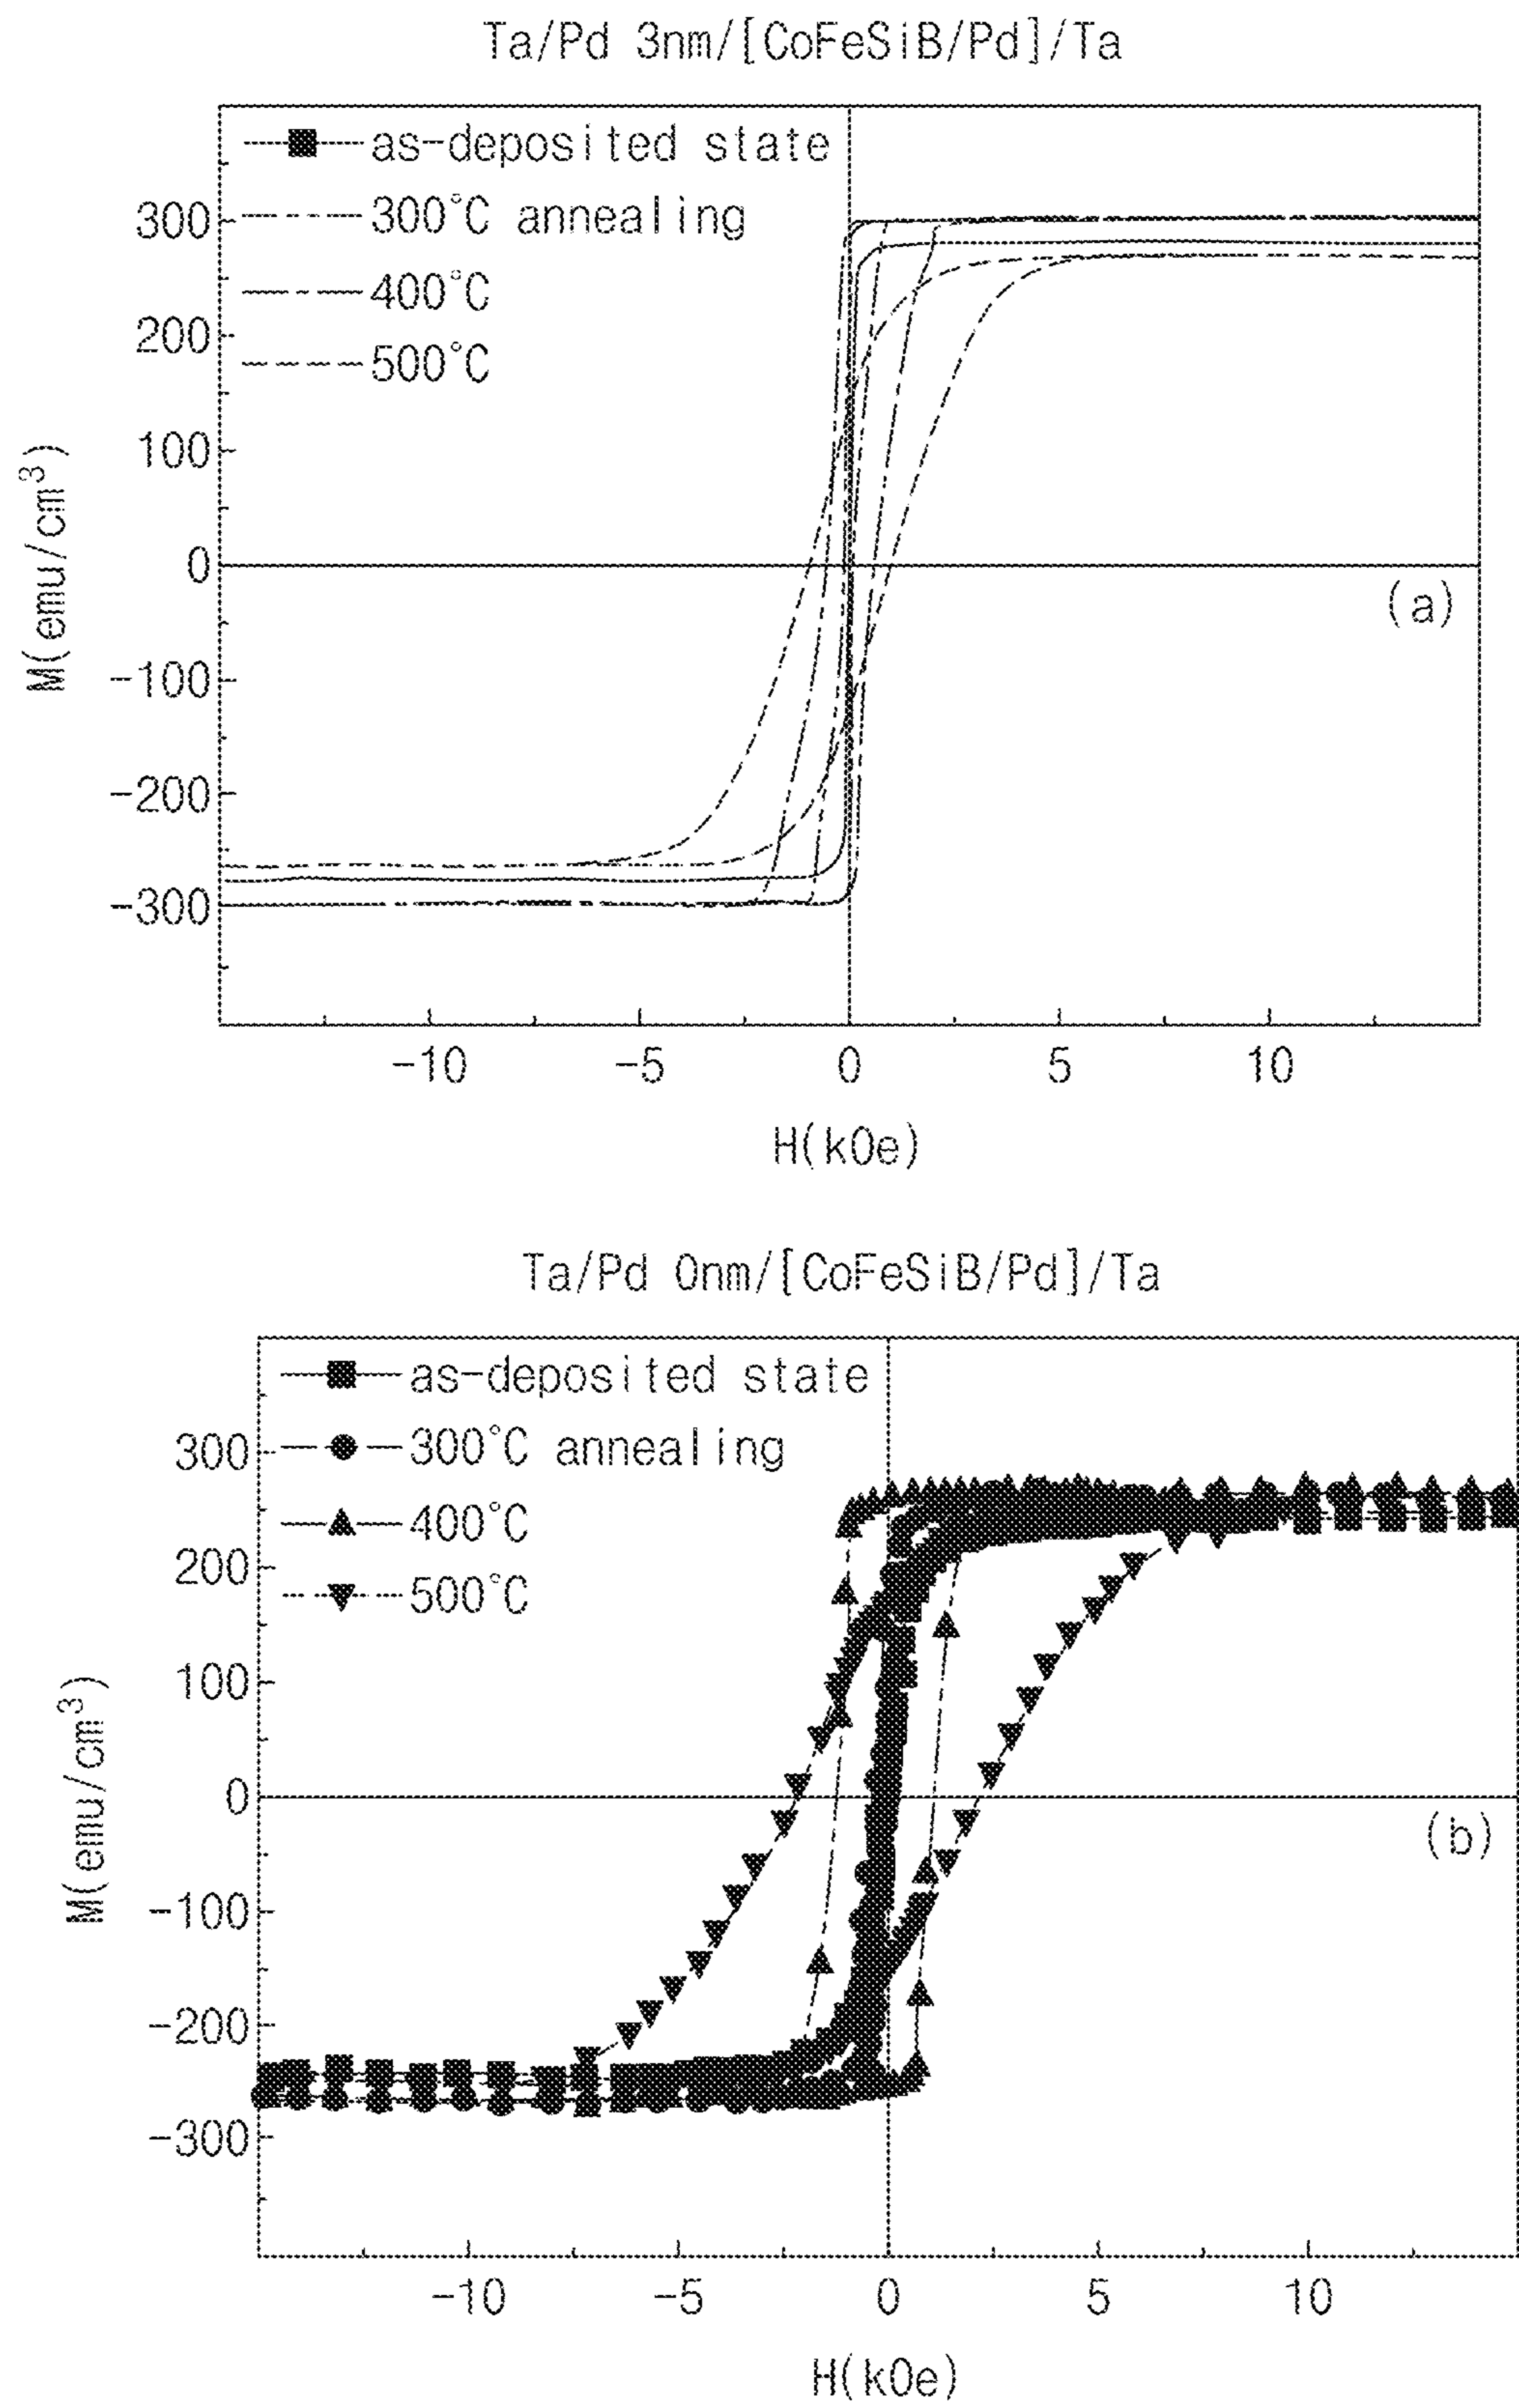 Ta/Pd 3nm/[CoFeSiB/Pd]/Ta
as-deposited state
300°C annealing
400°C
500°C
300
200
100
0
-100
-200
-300
M(emu/cm³)
(a)
-10 -5 0 5 10
H(kOe)
Ta/Pd 0nm/[CoFeSiB/Pd]/Ta
as-deposited state
300°C annealing
400°C
500°C
300
200
100
0
-100
-200
-300
M(emu/cm³)
(b)
-10 -5 0 5 10
H(kOe)